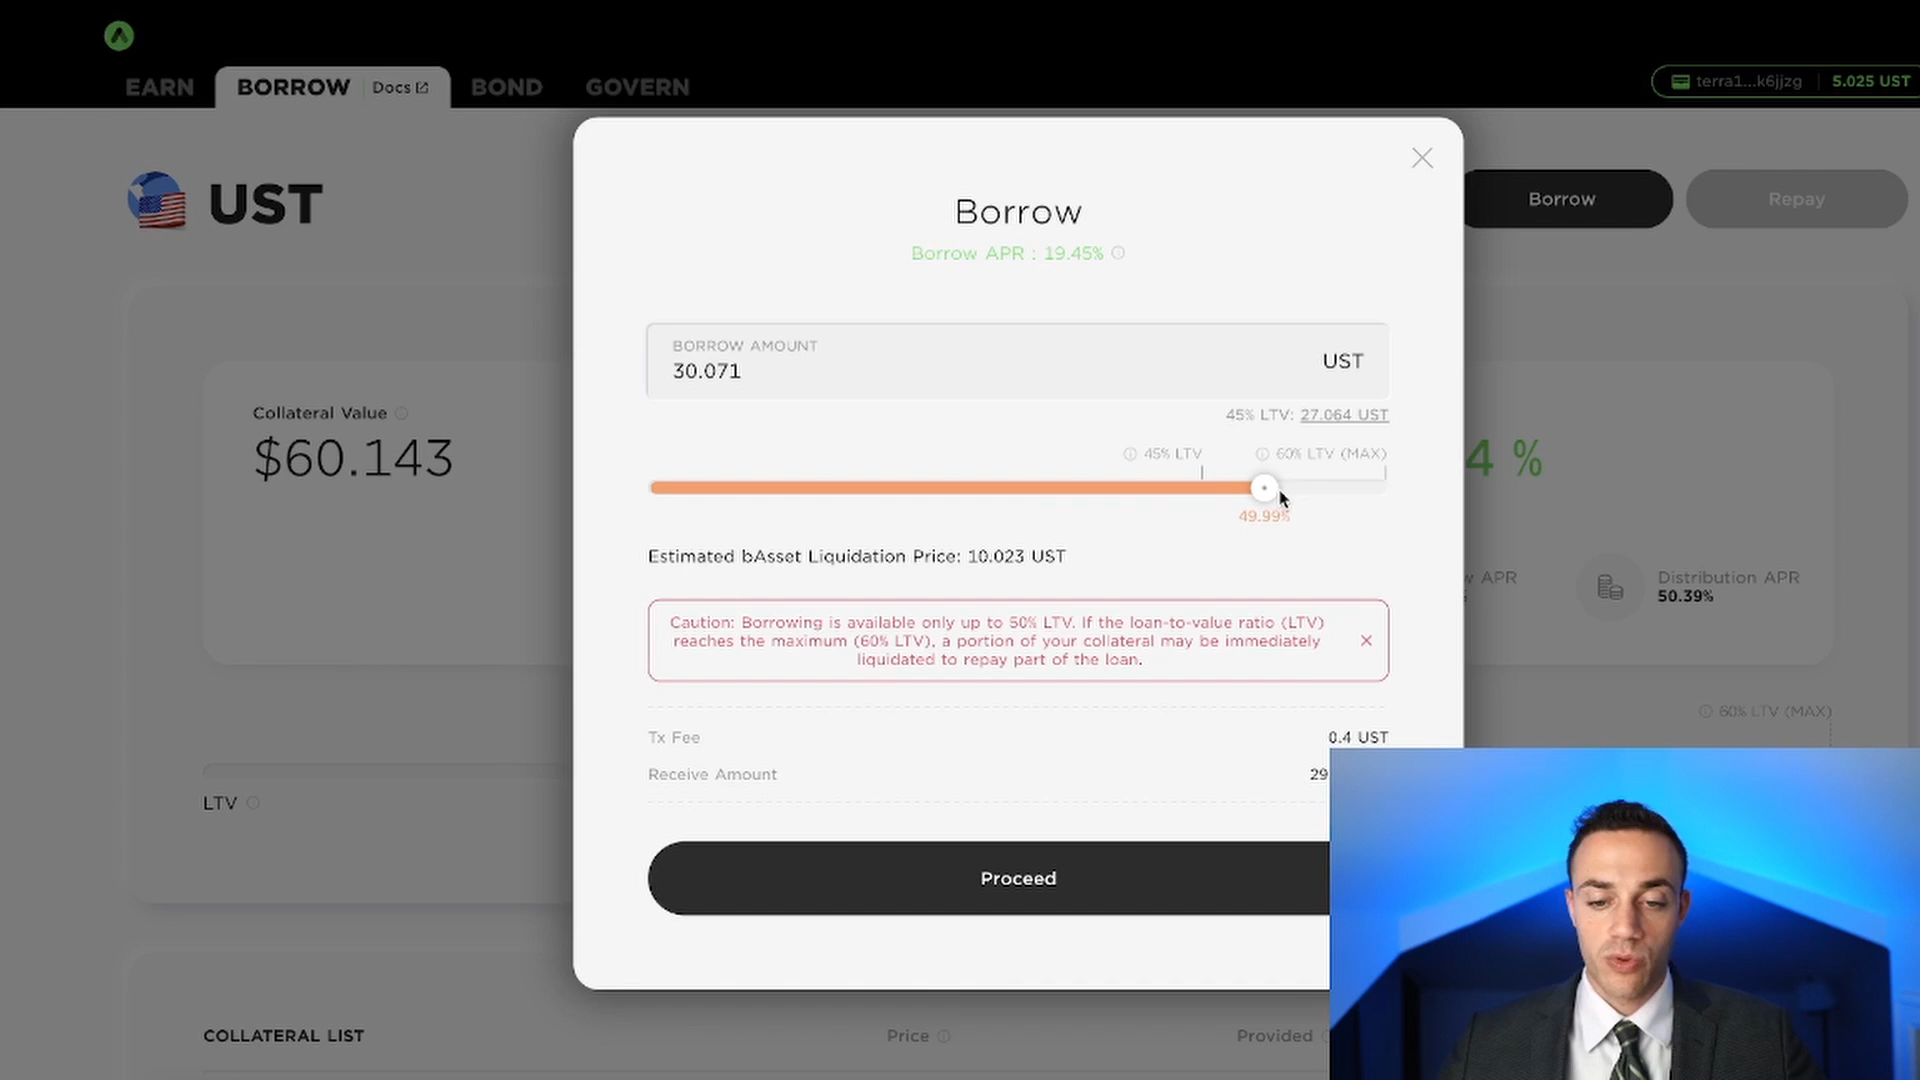 EARN
BORROW
Docs
BOND
GOVERN
terra1...k6jjzg
5.025 UST
UST
Borrow
Repay
Borrow
Borrow APR : 19.45%
BORROW AMOUNT
30.071
UST
45% LTV: 27.064 UST
45% LTV
60% LTV (MAX)
49.99%
Collateral Value
$60.143
4 %
Estimated bAsset Liquidation Price: 10.023 UST
APR
Distribution APR
50.39%
Caution: Borrowing is available only up to 50% LTV. If the loan-to-value ratio (LTV)
reaches the maximum (60% LTV), a portion of your collateral may be immediately
liquidated to repay part of the loan.
60% LTV (MAX)
Tx Fee
0.4 UST
Receive Amount
29
LTV
Proceed
COLLATERAL LIST
Price
Provided